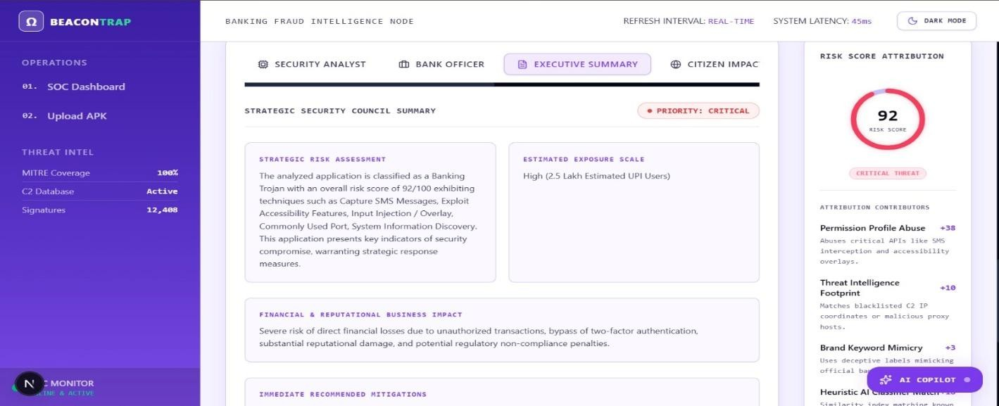 Ω BEACONTRAP
OPERATIONS
01. SOC Dashboard
02. Upload APK
THREAT INTEL
MITRE Coverage 100%
C2 Database Active
Signatures 12,408
N C MONITOR
INE & ACTIVE
BANKING FRAUD INTELLIGENCE NODE
REFRESH INTERVAL: REAL-TIME
SYSTEM LATENCY: 45ms
DARK MODE
SECURITY ANALYST
BANK OFFICER
EXECUTIVE SUMMARY
CITIZEN IMPAC
STRATEGIC SECURITY COUNCIL SUMMARY
PRIORITY: CRITICAL
STRATEGIC RISK ASSESSMENT
The analyzed application is classified as a Banking
Trojan with an overall risk score of 92/100 exhibiting
techniques such as Capture SMS Messages, Exploit
Accessibility Features, Input Injection / Overlay,
Commonly Used Port, System Information Discovery.
This application presents key indicators of security
compromise, warranting strategic response
measures.
ESTIMATED EXPOSURE SCALE
High (2.5 Lakh Estimated UPI Users)
FINANCIAL & REPUTATIONAL BUSINESS IMPACT
Severe risk of direct financial losses due to unauthorized transactions, bypass of two-factor authentication,
substantial reputational damage, and potential regulatory non-compliance penalties.
IMMEDIATE RECOMMENDED MITIGATIONS
RISK SCORE ATTRIBUTION
92
RISK SCORE
CRITICAL THREAT
ATTRIBUTION CONTRIBUTORS
Permission Profile Abuse +38
Abuses critical APIs like SMS
interception and accessibility
overlays.
Threat Intelligence
Footprint +10
Matches blacklisted C2 IP
coordinates or malicious proxy
hosts.
Brand Keyword Mimicry +3
Uses deceptive labels mimicking
official
AI COPILOT
Heuristic AI Classifier Match
Similarity index matching known